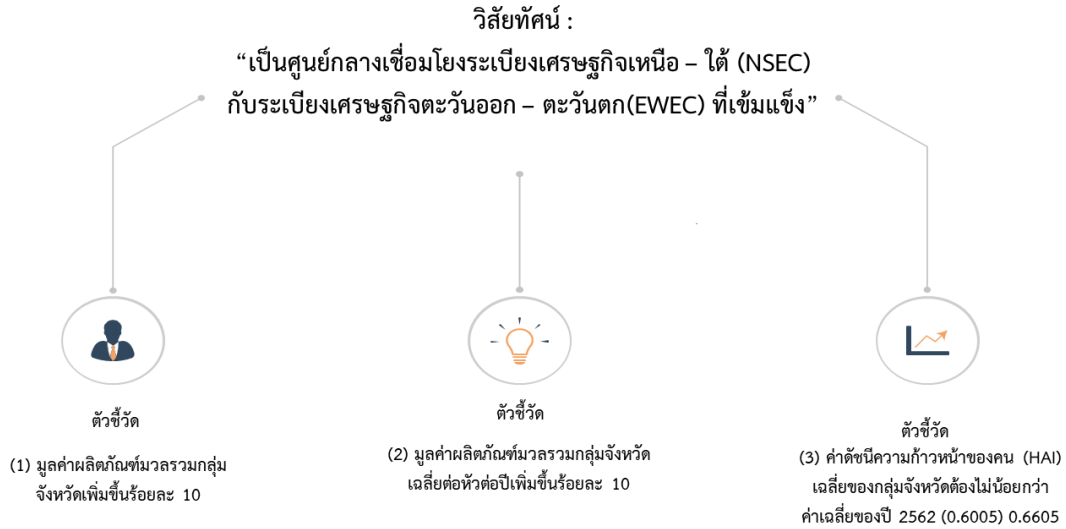 วิสัยทัศน์ :
“เป็นศูนย์กลางเชื่อมโยงระเบียงเศรษฐกิจเหนือ – ใต้ (NSEC)
กับระเบียงเศรษฐกิจตะวันออก – ตะวันตก(EWEC) ที่เข้มแข็ง”
ตัวชี้วัด
(1) มูลค่าผลิตภัณฑ์มวลรวมกลุ่ม
จังหวัดเพิ่มขึ้นร้อยละ 10
ตัวชี้วัด
(2) มูลค่าผลิตภัณฑ์มวลรวมกลุ่มจังหวัด
เฉลี่ยต่อหัวต่อปีเพิ่มขึ้นร้อยละ 10
ตัวชี้วัด
(3) ค่าดัชนีความก้าวหน้าของคน (HAI)
เฉลี่ยของกลุ่มจังหวัดต้องไม่น้อยกว่า
ค่าเฉลี่ยของปี 2562 (0.6005) 0.6605